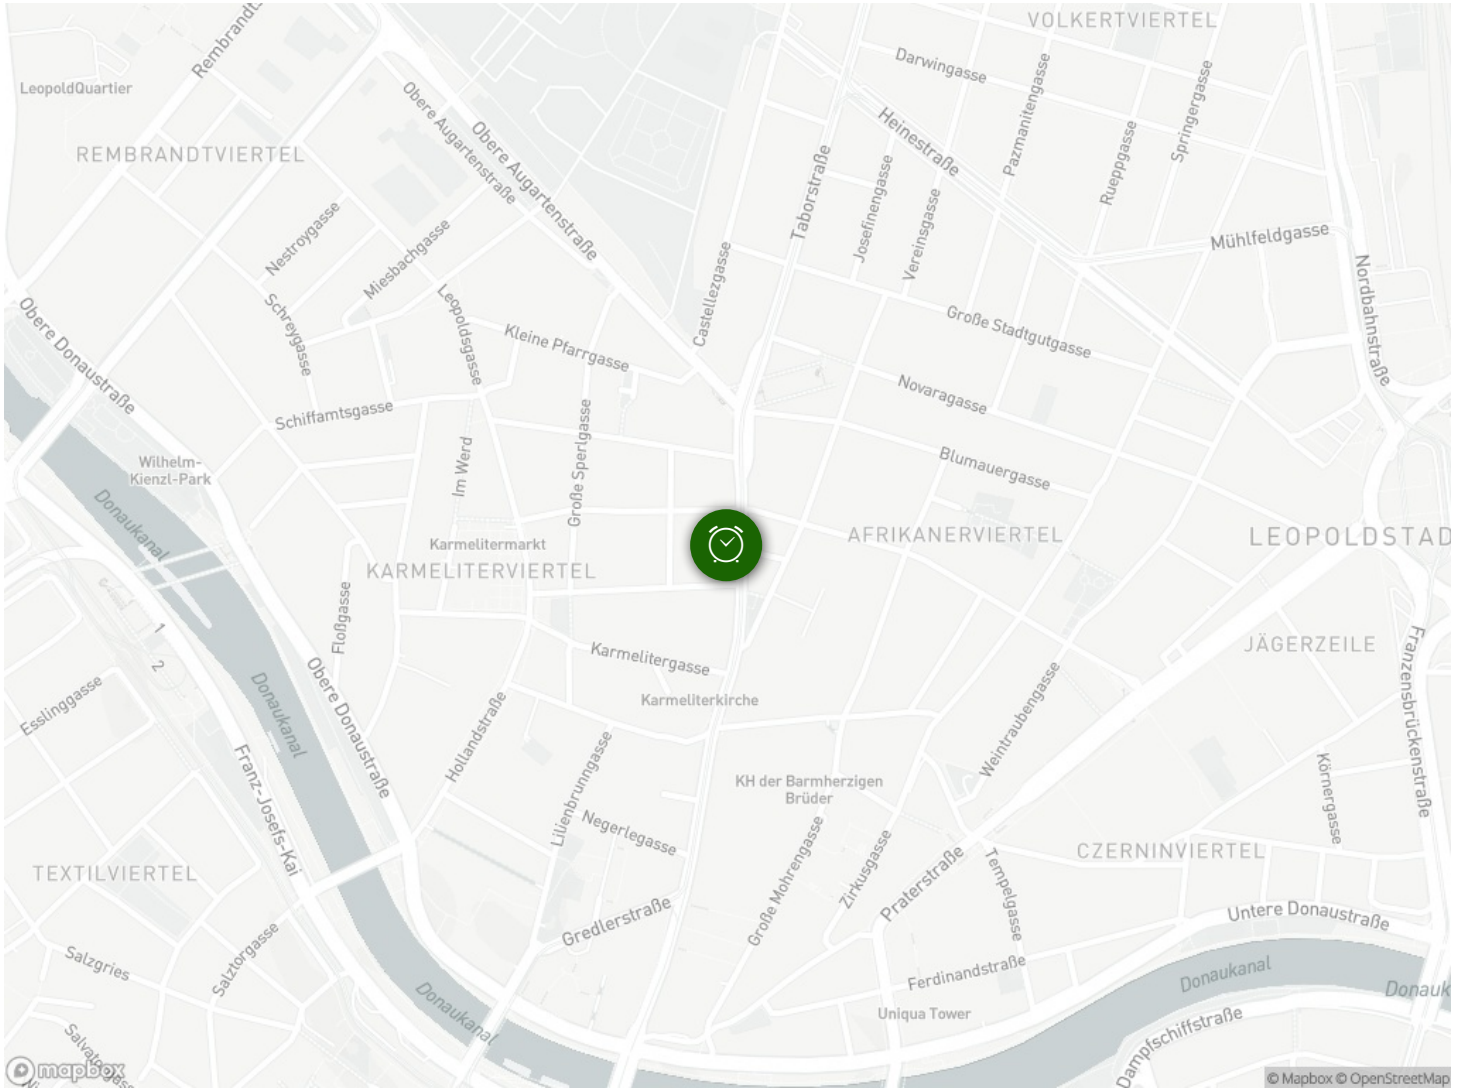 VOLKERTVIERTEL
Rembrandts
Darwingasse
LeopoldQuartier
Obere Augartenstraße
Obere Augartenstraße
Heinestraße
Pazmanitengasse
Springergasse
Rueppgasse
REMBRANDTVIERTEL
Taborstraße
Josefinengasse
Vereinsgasse
Mühlfeldgasse
Nestroygasse
Miesbachgasse
Castellezgasse
Nordbahnstraße
Obere Donaustraße
Schreygasse
Leopoldsgasse
Kleine Pfarrgasse
Große Stadtgutgasse
Novaragasse
Schiffamtsgasse
Im Werd
Große Sperlgasse
Blumauergasse
Wilhelm-
Kienzl-Park
Donaukanal
Karmelitermarkt
KARMELITERVIERTEL
AFRIKANERVIERTEL
LEOPOLDSTAD
Floßgasse
1
2
Karmelitergasse
JÄGERZEILE
Franzensbrückenstraße
Esslinggasse
Donaukanal
Obere Donaustraße
Hollandstraße
Karmeliterkirche
Weintraubengasse
Franz-Josefs-Kai
Lilienbrunngasse
KH der Barmherzigen
Brüder
Körnergasse
Negerlegasse
Große Mohrengasse
Zirkusgasse
Praterstraße
Tempelgasse
CZERNINVIERTEL
TEXTILVIERTEL
Gredlerstraße
Untere Donaustraße
Salzgries
Salztorgasse
Ferdinandstraße
Donaukanal
Donauk
Donaukanal
Uniqua Tower
Dampfschiffstraße
Salvatorgasse
mapbox
© Mapbox © OpenStreetMap